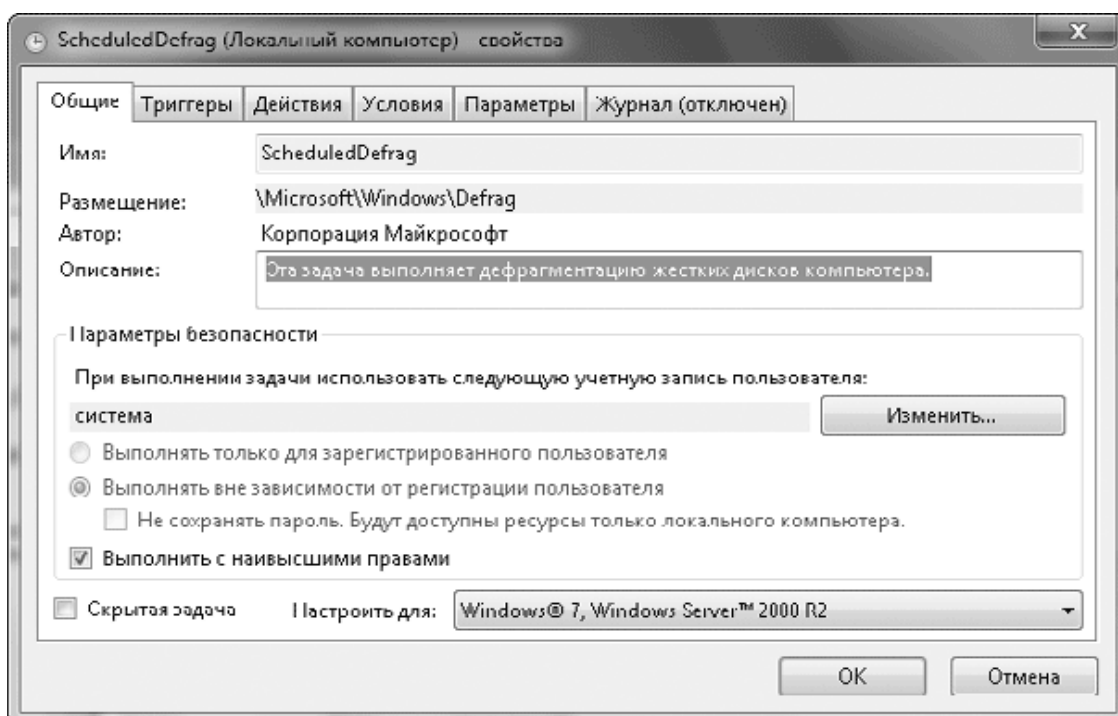 ScheduledDefrag (Локальный компьютер) свойства
X
Общие Триггеры Действия Условия Параметры Журнал (отключен)
Имя: ScheduledDefrag
Размещение: \Microsoft\Windows\Defrag
Автор: Корпорация Майкрософт
Описание: Эта задача выполняет дефрагментацию жестких дисков компьютера.
Параметры безопасности
При выполнении задачи использовать следующую учетную запись пользователя:
система Изменить...
Выполнять только для зарегистрированного пользователя
Выполнять вне зависимости от регистрации пользователя
Не сохранять пароль. Будут доступны ресурсы только локального компьютера.
Выполнить с наивысшими правами
Скрытая задача Настроить для: Windows® 7, Windows Server™ 2000 R2
OK Отмена